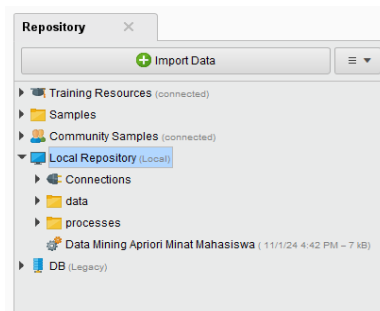 Repository
Import Data
Training Resources (connected)
Samples
Community Samples (connected)
Local Repository (Local)
Connections
data
processes
Data Mining Apriori Minat Mahasiswa ( 11/1/24 4:42 PM – 7 kB)
DB (Legacy)